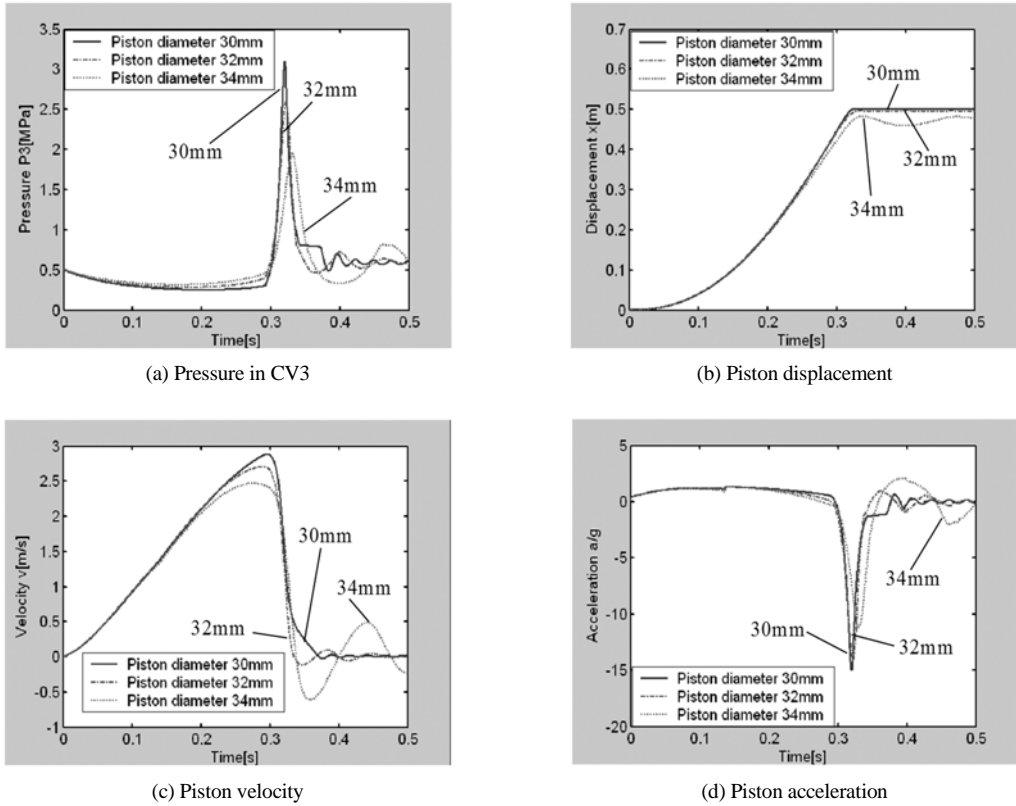 3.5
3
2.5
2
1.5
1
0.5
0
Pressure P3[MPa]
Piston diameter 30mm
Piston diameter 32mm
Piston diameter 34mm
32mm
30mm
34mm
0 0.1 0.2 0.3 0.4 0.5
Time[s]
(a) Pressure in CV3
0.7
0.6
0.5
0.4
0.3
0.2
0.1
0
Displacement x[m]
Piston diameter 30mm
Piston diameter 32mm
Piston diameter 34mm
30mm
32mm
34mm
0 0.1 0.2 0.3 0.4 0.5
Time[s]
(b) Piston displacement
3
2.5
2
1.5
1
0.5
0
-0.5
-1
Velocity v[m/s]
30mm
34mm
32mm
Piston diameter 30mm
Piston diameter 32mm
Piston diameter 34mm
0 0.1 0.2 0.3 0.4 0.5
Time[s]
(c) Piston velocity
5
0
-5
-10
-15
-20
Acceleration a/g
34mm
30mm
32mm
Piston diameter 30mm
Piston diameter 32mm
Piston diameter 34mm
0 0.1 0.2 0.3 0.4 0.5
Time[s]
(d) Piston acceleration